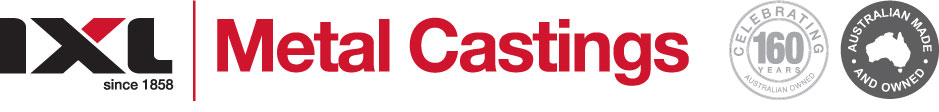 IXL
since 1858
Metal Castings
CELEBRATING
160
YEARS
AUSTRALIAN OWNED
AUSTRALIAN MADE
AND OWNED